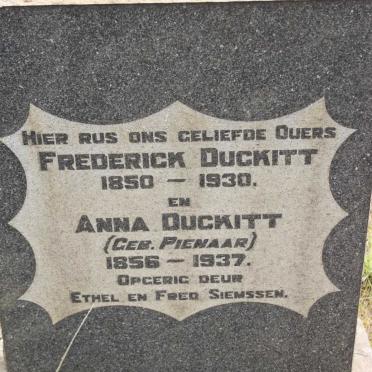 Hier rus ons geliefde Ouers
Frederick Duckitt
1850 — 1930.
en
Anna Duckitt
(Geb. Pienaar)
1856 — 1937.
Opgerig deur
Ethel en Fred Siemssen.